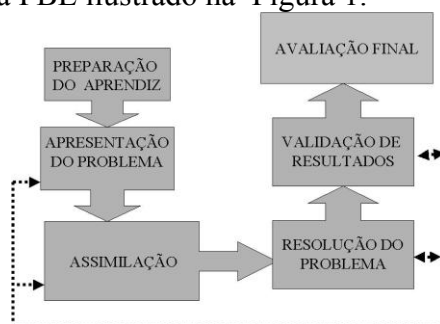 PBL ilustrado na Figura 1.
PREPARAÇÃO
DO APRENDIZ
APRESENTAÇÃO
DO PROBLEMA
ASSIMILAÇÃO
RESOLUÇÃO DO
PROBLEMA
VALIDAÇÃO DE
RESULTADOS
AVALIAÇÃO FINAL